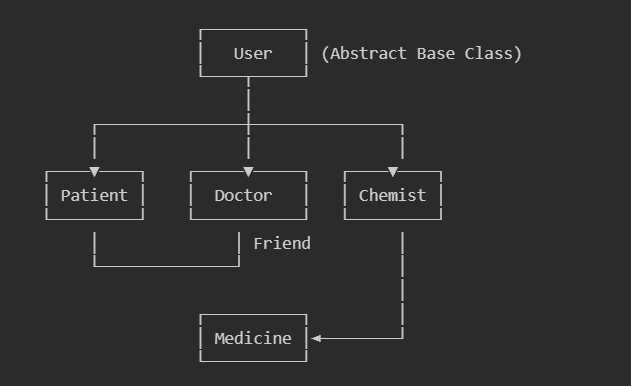 User (Abstract Base Class)
Patient Doctor Chemist
Friend
Medicine